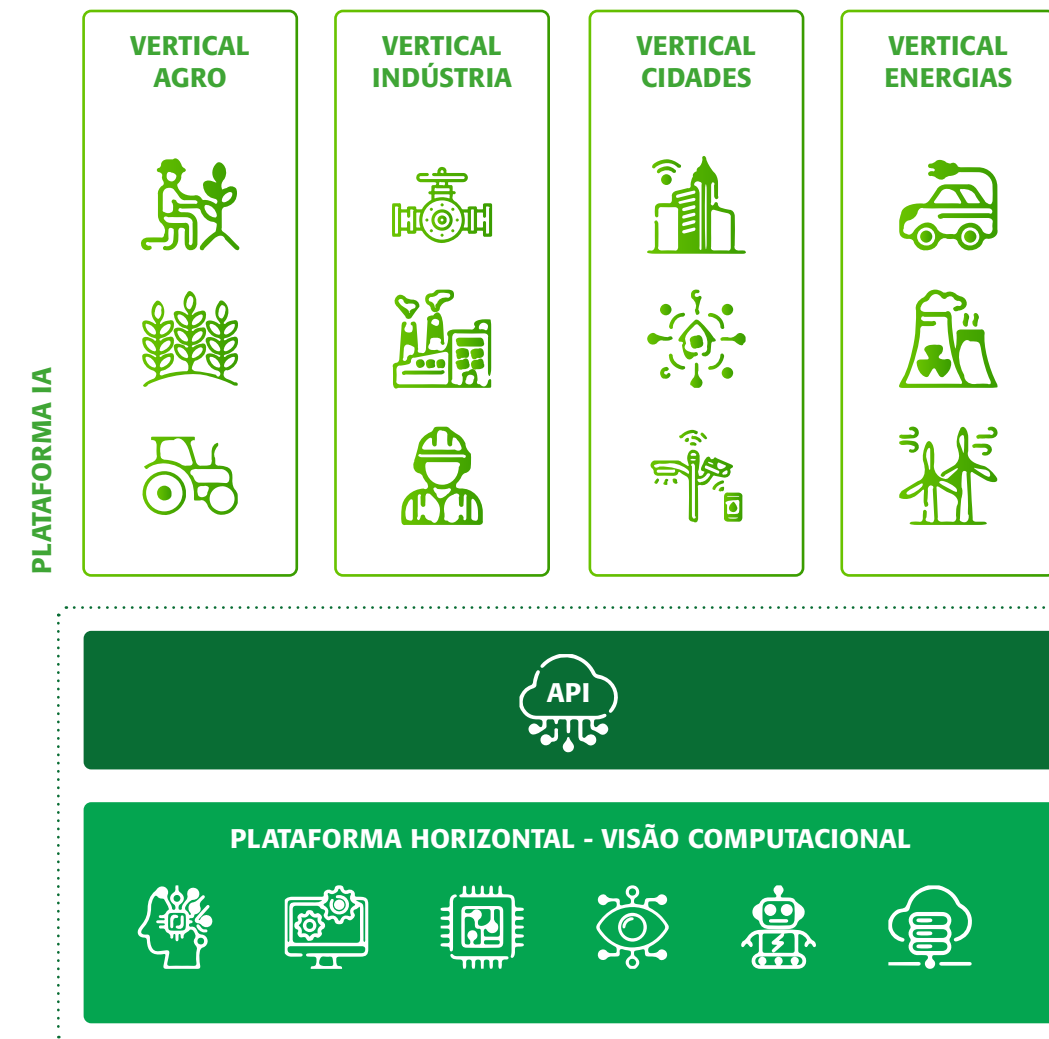 VERTICAL
AGRO
VERTICAL
INDÚSTRIA
VERTICAL
CIDADES
VERTICAL
ENERGIAS
PLATAFORMA IA
API
PLATAFORMA HORIZONTAL - VISÃO COMPUTACIONAL